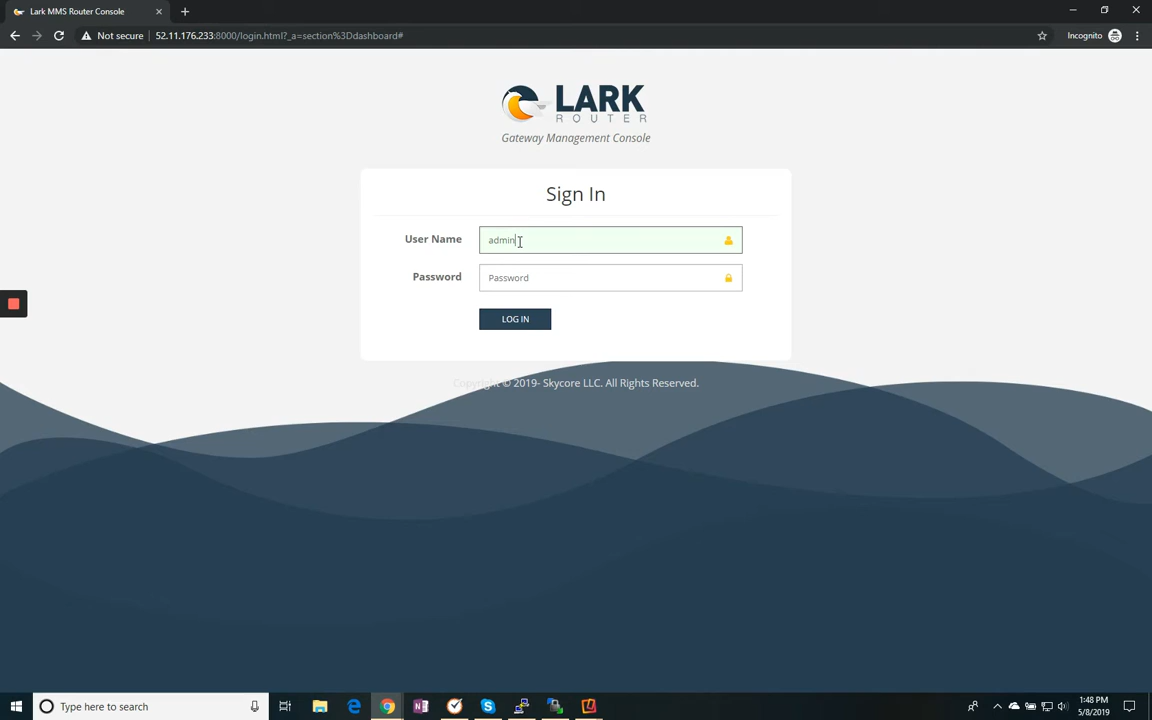 Lark MMS Router Console
Not secure
52.11.176.233:8000/login.html?_a=section%3Ddashboard#
Incognito
LARK
ROUTER
Gateway Management Console
Sign In
User Name
admin
Password
Password
LOG IN
Copyright © 2019- Skycore LLC. All Rights Reserved.
Type here to search
1:48 PM
5/8/2019